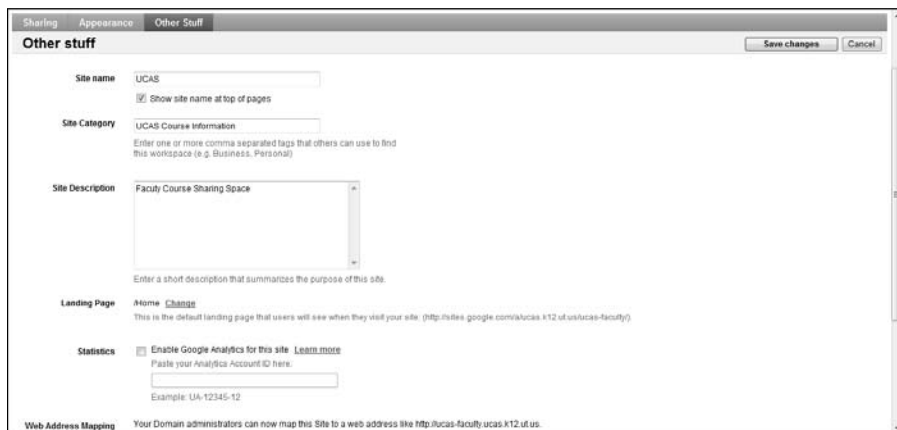 Sharing Appearance Other Stuff
Other stuff Save changes Cancel
Site name UCAS
Show site name at top of pages
Site Category UCAS Course Information
Enter one or more comma separated tags that others can use to find
this workspace (e.g. Business, Personal)
Site Description Facuty Course Sharing Space
Enter a short description that summarizes the purpose of this site.
Landing Page /Home Change
This is the default landing page that users will see when they visit your site: (http://sites.google.com/a/ucas.k12.ut.us/ucas-faculty/).
Statistics Enable Google Analytics for this site Learn more
Paste your Analytics Account ID here:
Example: UA-12345-12
Web Address Mapping Your Domain administrators can now map this Site to a web address like http://ucas-faculty.ucas.k12.ut.us.